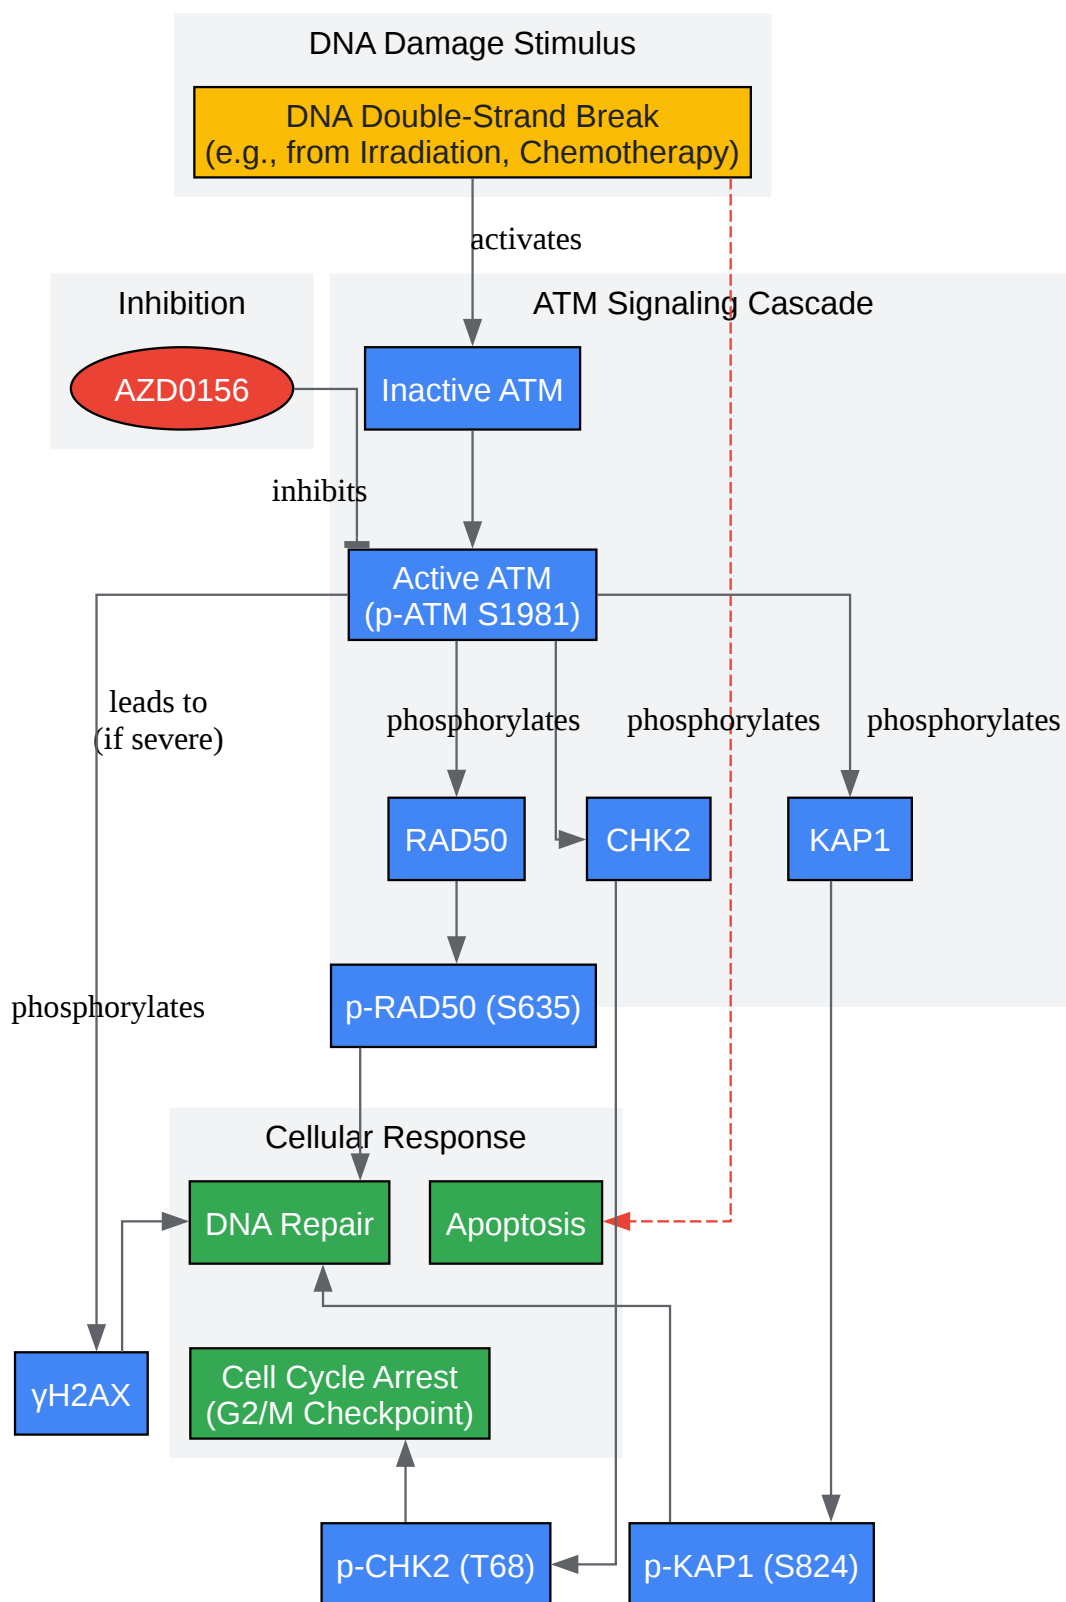 DNA Damage Stimulus
DNA Double-Strand Break
(e.g., from Irradiation, Chemotherapy)
activates
Inhibition
ATM Signaling Cascade
AZD0156
Inactive ATM
inhibits
Active ATM
(p-ATM S1981)
leads to
(if severe)
phosphorylates
phosphorylates
phosphorylates
RAD50
CHK2
KAP1
phosphorylates
p-RAD50 (S635)
Cellular Response
DNA Repair
Apoptosis
γH2AX
Cell Cycle Arrest
(G2/M Checkpoint)
p-CHK2 (T68)
p-KAP1 (S824)